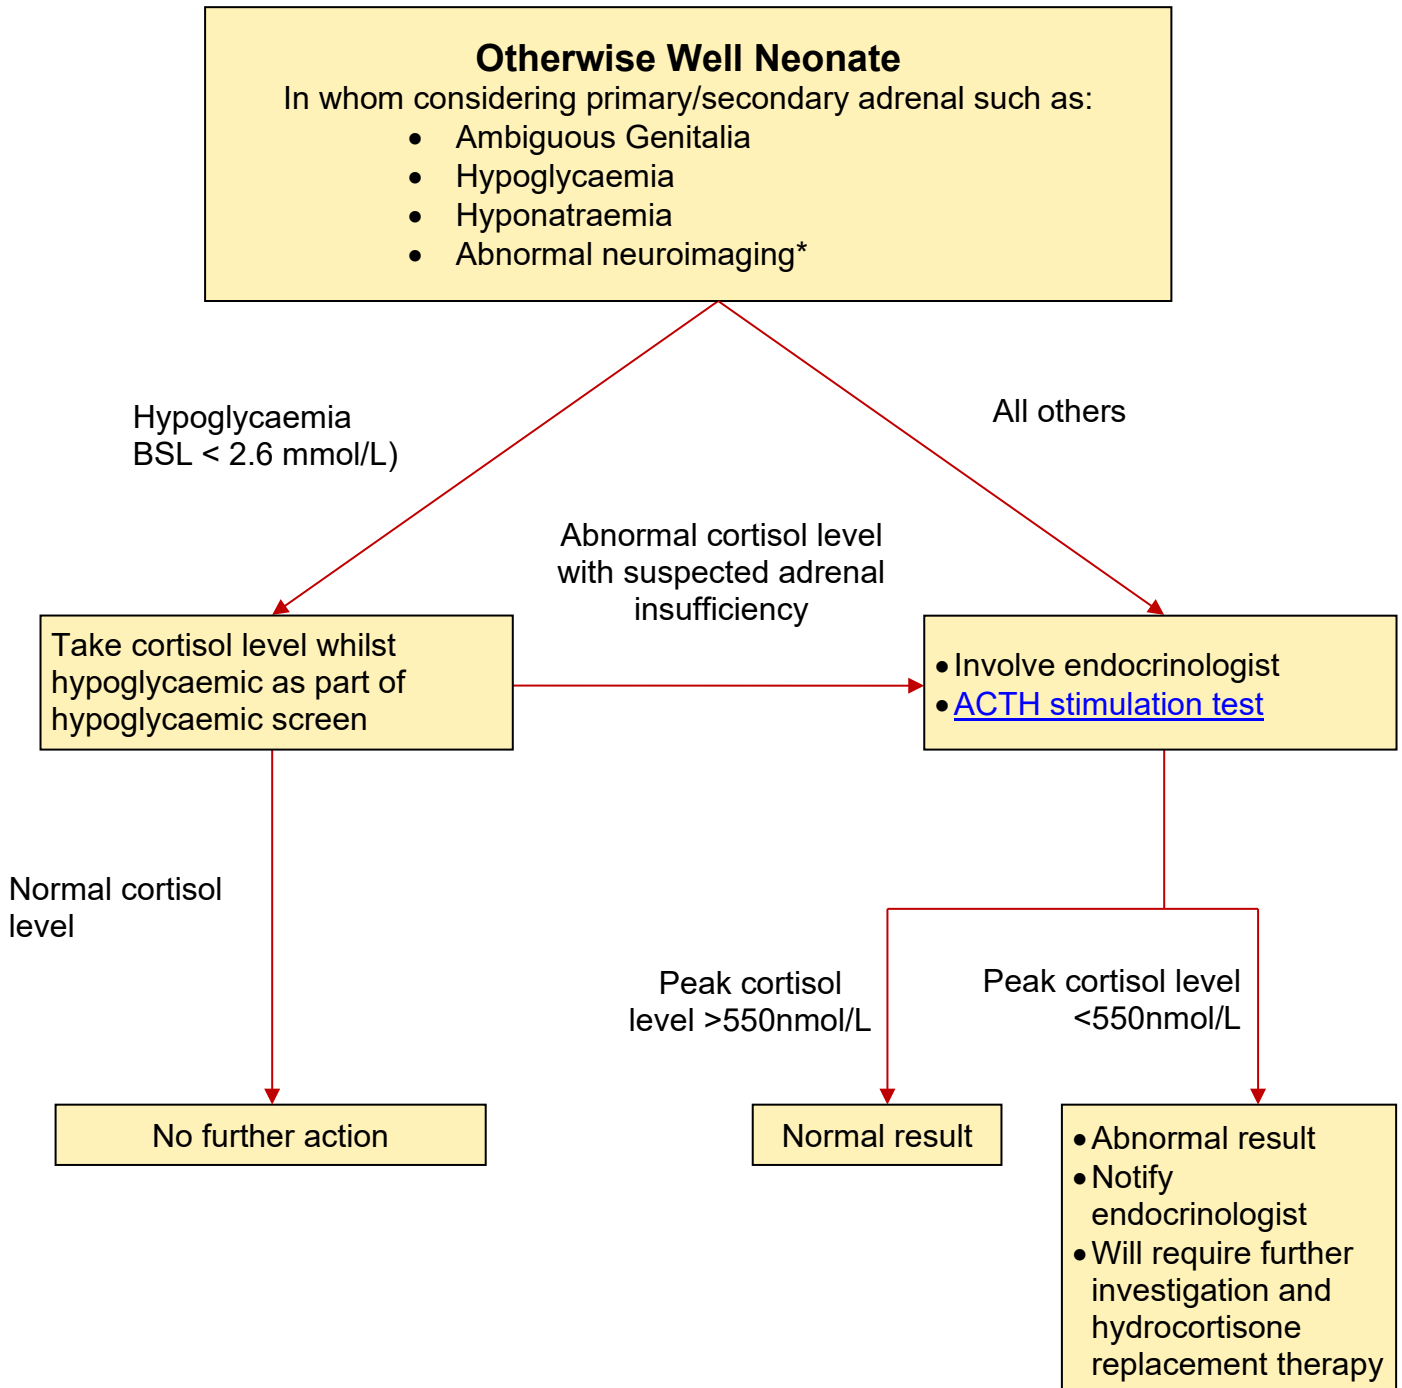 Otherwise Well Neonate
In whom considering primary/secondary adrenal such as:
• Ambiguous Genitalia
• Hypoglycaemia
• Hyponatraemia
• Abnormal neuroimaging*
Hypoglycaemia
BSL < 2.6 mmol/L)
All others
Abnormal cortisol level
with suspected adrenal
insufficiency
Take cortisol level whilst
hypoglycaemic as part of
hypoglycaemic screen
• Involve endocrinologist
• ACTH stimulation test
Normal cortisol
level
Peak cortisol
level >550nmol/L
Peak cortisol level
<550nmol/L
No further action
Normal result
• Abnormal result
• Notify
endocrinologist
• Will require further
investigation and
hydrocortisone
replacement therapy